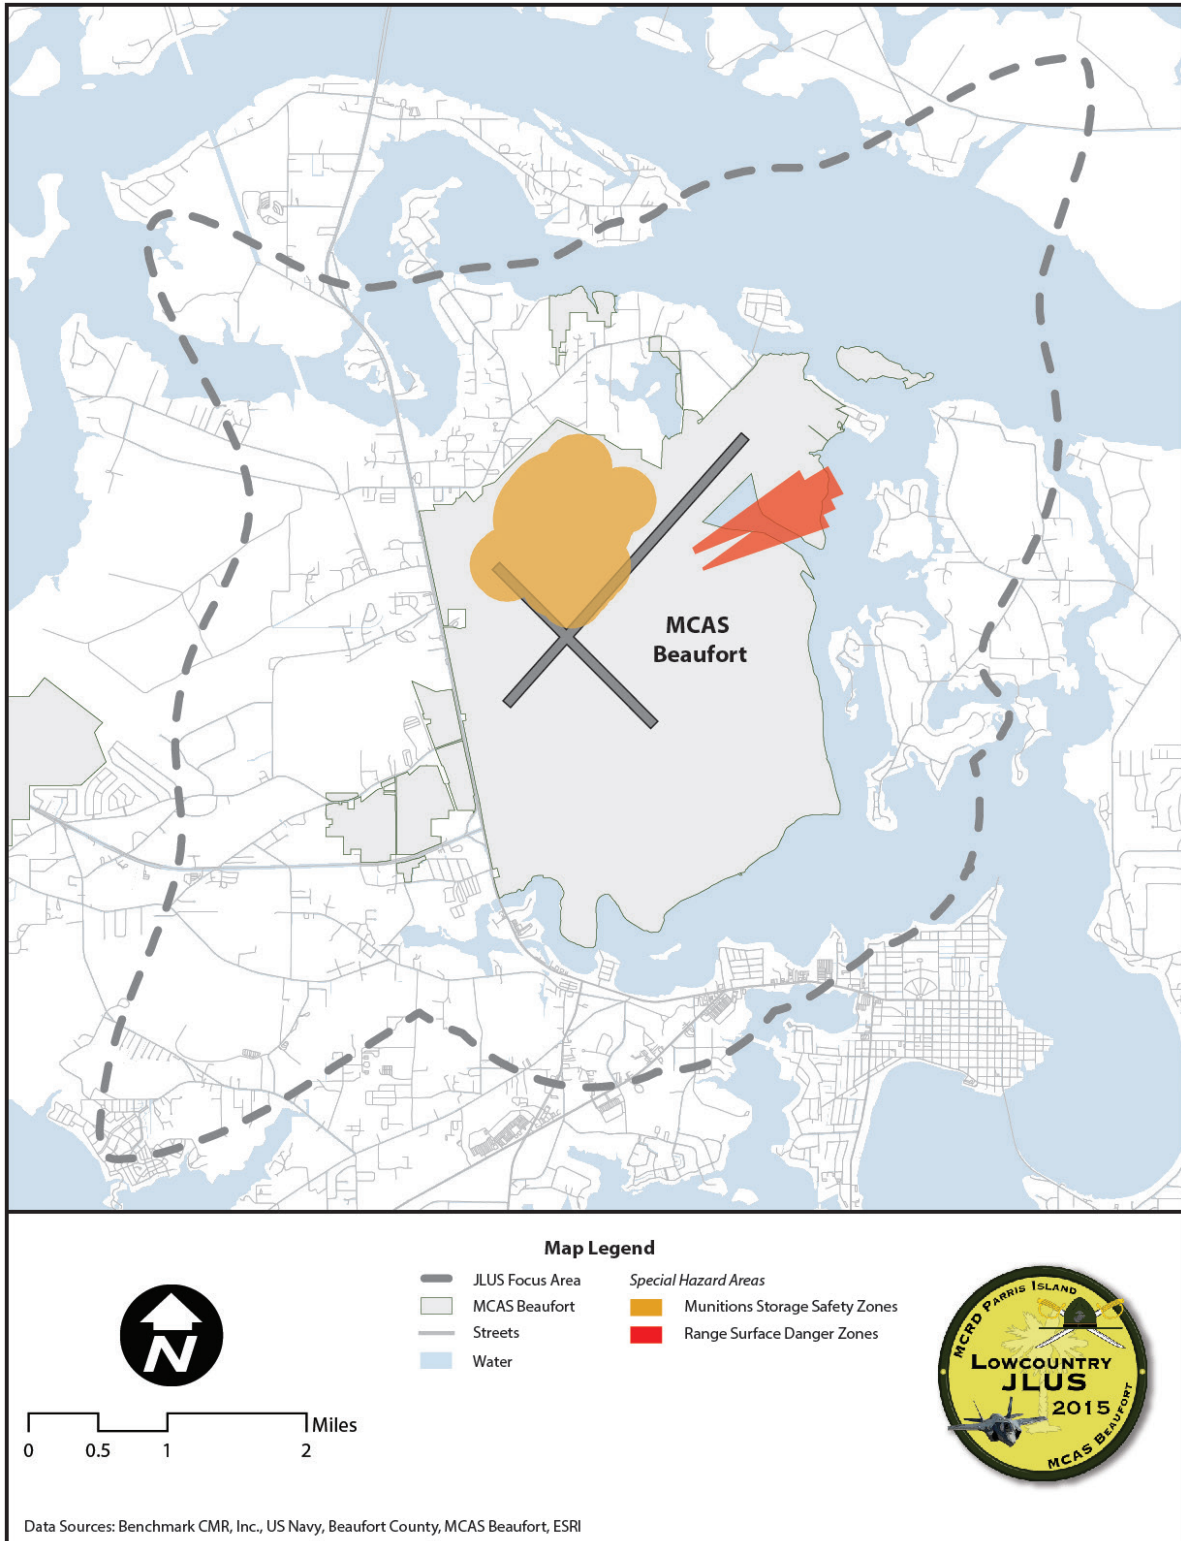 MCAS
Beaufort
Map Legend
JLUS Focus Area
MCAS Beaufort
Streets
Water
Special Hazard Areas
Munitions Storage Safety Zones
Range Surface Danger Zones
N
Miles
0 0.5 1 2
MCRD PARRIS ISLAND
LOWCOUNTRY
JLUS
2015
MCAS BEAUFORT
Data Sources: Benchmark CMR, Inc., US Navy, Beaufort County, MCAS Beaufort, ESRI